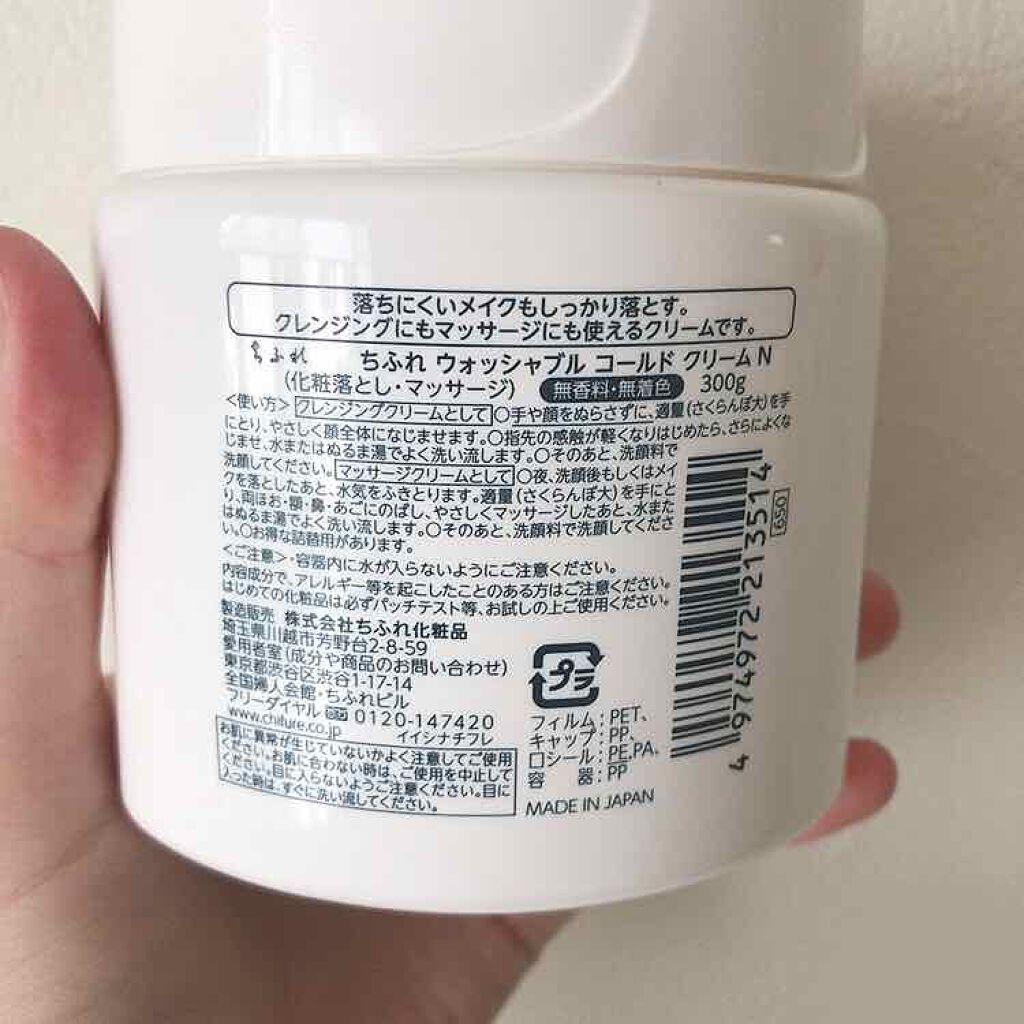 落ちにくいメイクもしっかり落とす。
クレンジングにもマッサージにも使えるクリームです。
ちふれ ちふれ ウォッシャブル コールド クリーム N
(化粧落とし・マッサージ) 無香料・無着色 300g
<使い方> クレンジングクリームとして ○手や顔をぬらさずに、適量(さくらんぼ大)を手
にとり、やさしく顔全体になじませます。○指先の感触が軽くなりはじめたら、さらによくな
じませ、水またはぬるま湯でよく洗い流します。○そのあと、洗顔料で
洗顔してください。 マッサージクリームとして ○夜、洗顔後もしくはメイ
クを落としたあと、水気をふきとります。適量(さくらんぼ大)を手にと
り、両ほお・額・鼻・あごにのばし、やさしくマッサージしたあと、水また
はぬるま湯でよく洗い流します。○そのあと、洗顔料で洗顔してくださ
い。○お得な詰替用があります。
<ご注意>・容器内に水が入らないようにご注意ください。
内容成分で、アレルギー等を起こしたことのある方はご注意ください。
はじめての化粧品は必ずパッチテスト等、お試しの上ご使用ください。
製造販売 株式会社ちふれ化粧品
埼玉県川越市芳野台2-8-59
愛用者室(成分や商品のお問い合わせ)
東京都渋谷区渋谷1-17-14
全国婦人会館・ちふれビル
フリーダイヤル 0120-147420
www.chifure.co.jp イイシナチフレ
お肌に異常が生じていないかよく注意してご使用
ください。お肌に合わない時は、ご使用を中止して
ください。目に入らないようご注意ください。目に
入った時は、すぐに洗い流してください。
プラ
フィルム：PET、
キャップ：PP、
口シール：PE,PA、
容 器：PP
MADE IN JAPAN
4 974972 213514
650